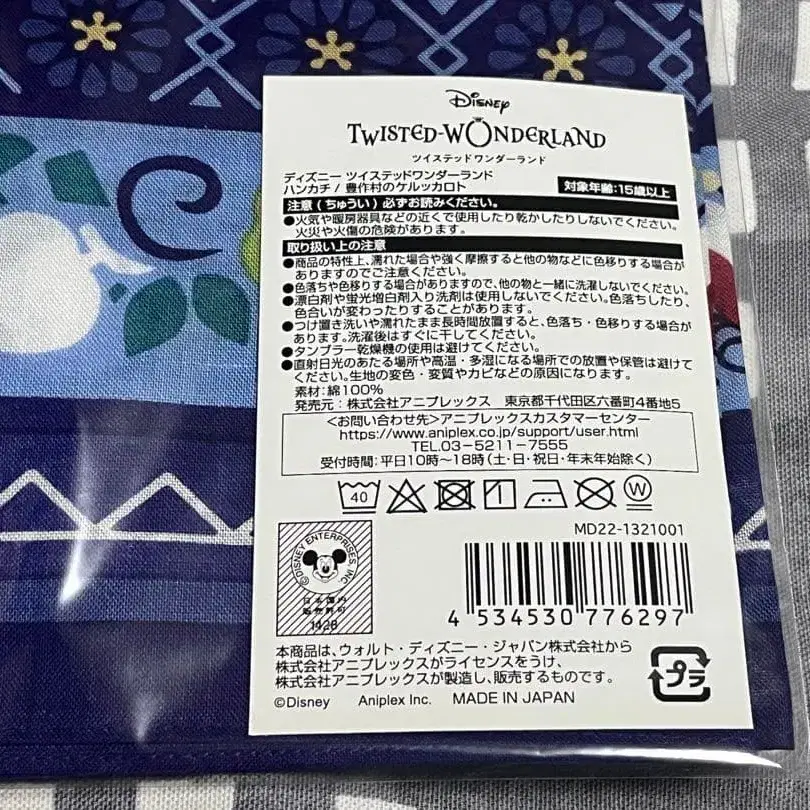 Disney
TWISTED-WONDERLAND
ツイステッドワンダーランド
ディズニー ツイステッドワンダーランド
ハンカチ / 豊作村のケルッカロト
対象年齢:15歳以上
注意(ちゅうい)必ずお読みください。
●火気や暖房器具などの近くで使用したり乾かしたりしないでください。
火災や火傷の危険があります。
取り扱い上の注意
●商品の特性上、濡れた場合や強く摩擦すると他の物などに色移りする場合が
ありますのでご注意ください。
●色落ちや色移りする場合がありますので、他の物と一緒に洗濯しないでください。
●漂白剤や蛍光増白剤入り洗剤は使用しないでください。色落ちしたり、
色合いが変わったりすることがあります。
●つけ置き洗いや濡れたまま長時間放置すると、色落ち・色移りする場合が
あります。洗濯後はすぐに干してください。
●タンブラー乾燥機の使用は避けてください。
●直射日光のあたる場所や高温・多湿になる場所での放置や保管は避けて
ください。生地の変色・変質やカビなどの原因になります。
素材:綿100%
発売元:株式会社アニプレックス 東京都千代田区六番町4番地5
<お問い合わせ先>アニプレックスカスタマーセンター
https://www.aniplex.co.jp/support/user.html
TEL.03-5211-7555
受付時間:平日10時~18時(土・日・祝日・年末年始除く)
40
W
MD22-1321001
©DISNEY ENTERPRISES, INC.
日本国内
販売許可
1428
4 534530 776297
本商品は、ウォルト・ディズニー・ジャパン株式会社から
株式会社アニプレックスがライセンスをうけ、
株式会社アニプレックスが製造し、販売するものです。
プラ
©Disney Aniplex Inc. MADE IN JAPAN